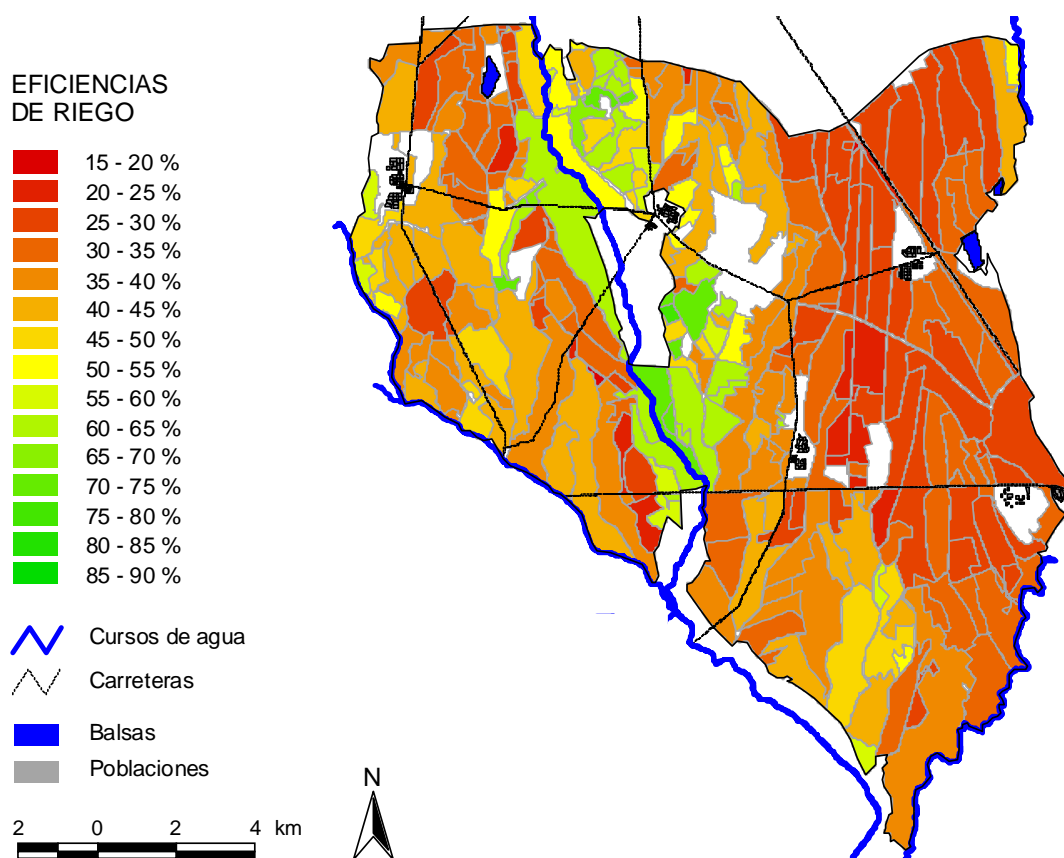 EFICIENCIAS
DE RIEGO
15 - 20 %
20 - 25 %
25 - 30 %
30 - 35 %
35 - 40 %
40 - 45 %
45 - 50 %
50 - 55 %
55 - 60 %
60 - 65 %
65 - 70 %
70 - 75 %
75 - 80 %
80 - 85 %
85 - 90 %
Cursos de agua
Carreteras
Balsas
Poblaciones
N
2 0 2 4 km